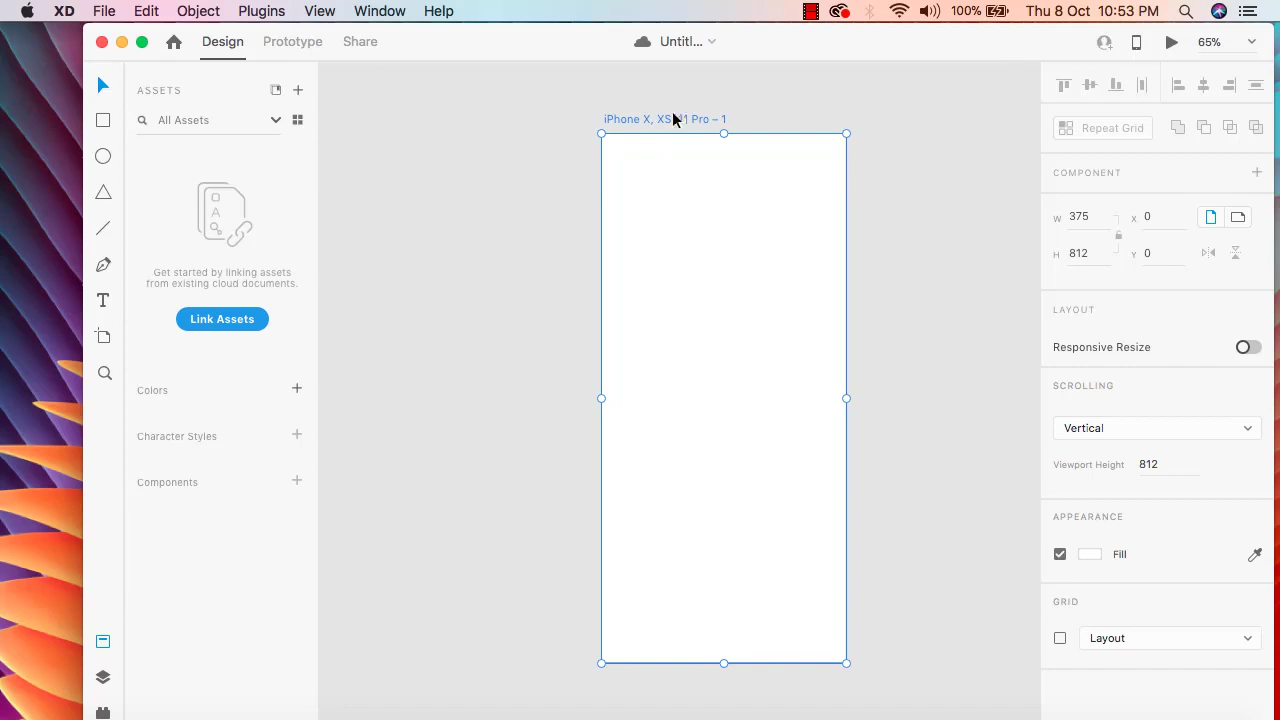 XD File Edit Object Plugins View Window Help 100% Thu 8 Oct 10:53 PM
Design Prototype Share Untitl... 65%
ASSETS
All Assets
Get started by linking assets
from existing cloud documents.
Link Assets
Colors
Character Styles
Components
iPhone X, XS, 11 Pro – 1
Repeat Grid
COMPONENT
W 375 X 0
H 812 Y 0
LAYOUT
Responsive Resize
SCROLLING
Vertical
Viewport Height 812
APPEARANCE
Fill
GRID
Layout